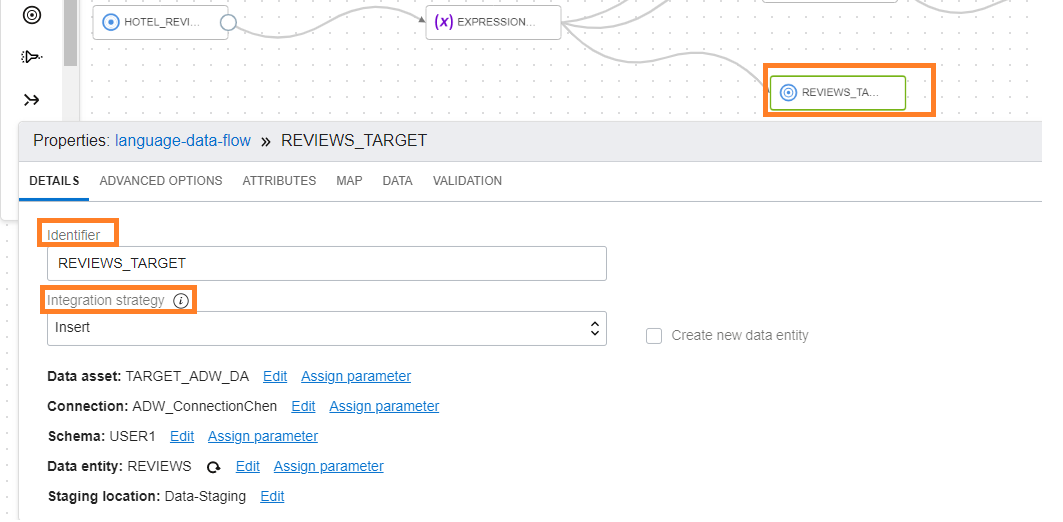 HOTEL_REVI...
EXPRESSION...
REVIEWS_TA...
Properties: language-data-flow » REVIEWS_TARGET
DETAILS ADVANCED OPTIONS ATTRIBUTES MAP DATA VALIDATION
Identifier
REVIEWS_TARGET
Integration strategy
Insert
Create new data entity
Data asset: TARGET_ADW_DA Edit Assign parameter
Connection: ADW_ConnectionChen Edit Assign parameter
Schema: USER1 Edit Assign parameter
Data entity: REVIEWS Edit Assign parameter
Staging location: Data-Staging Edit